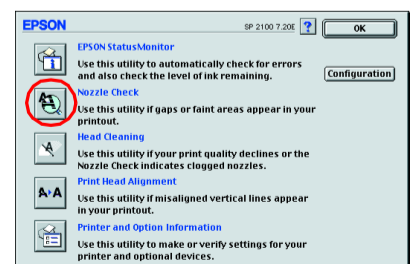 EPSON
SP 2100 7.20E ? OK
EPSON StatusMonitor
Use this utility to automatically check for errors
and also check the level of ink remaining.
Configuration
Nozzle Check
Use this utility if gaps or faint areas appear in your
printout.
Head Cleaning
Use this utility if your print quality declines or the
Nozzle Check indicates clogged nozzles.
Print Head Alignment
Use this utility if misaligned vertical lines appear
in your printout.
Printer and Option Information
Use this utility to make or verify settings for your
printer and optional devices.